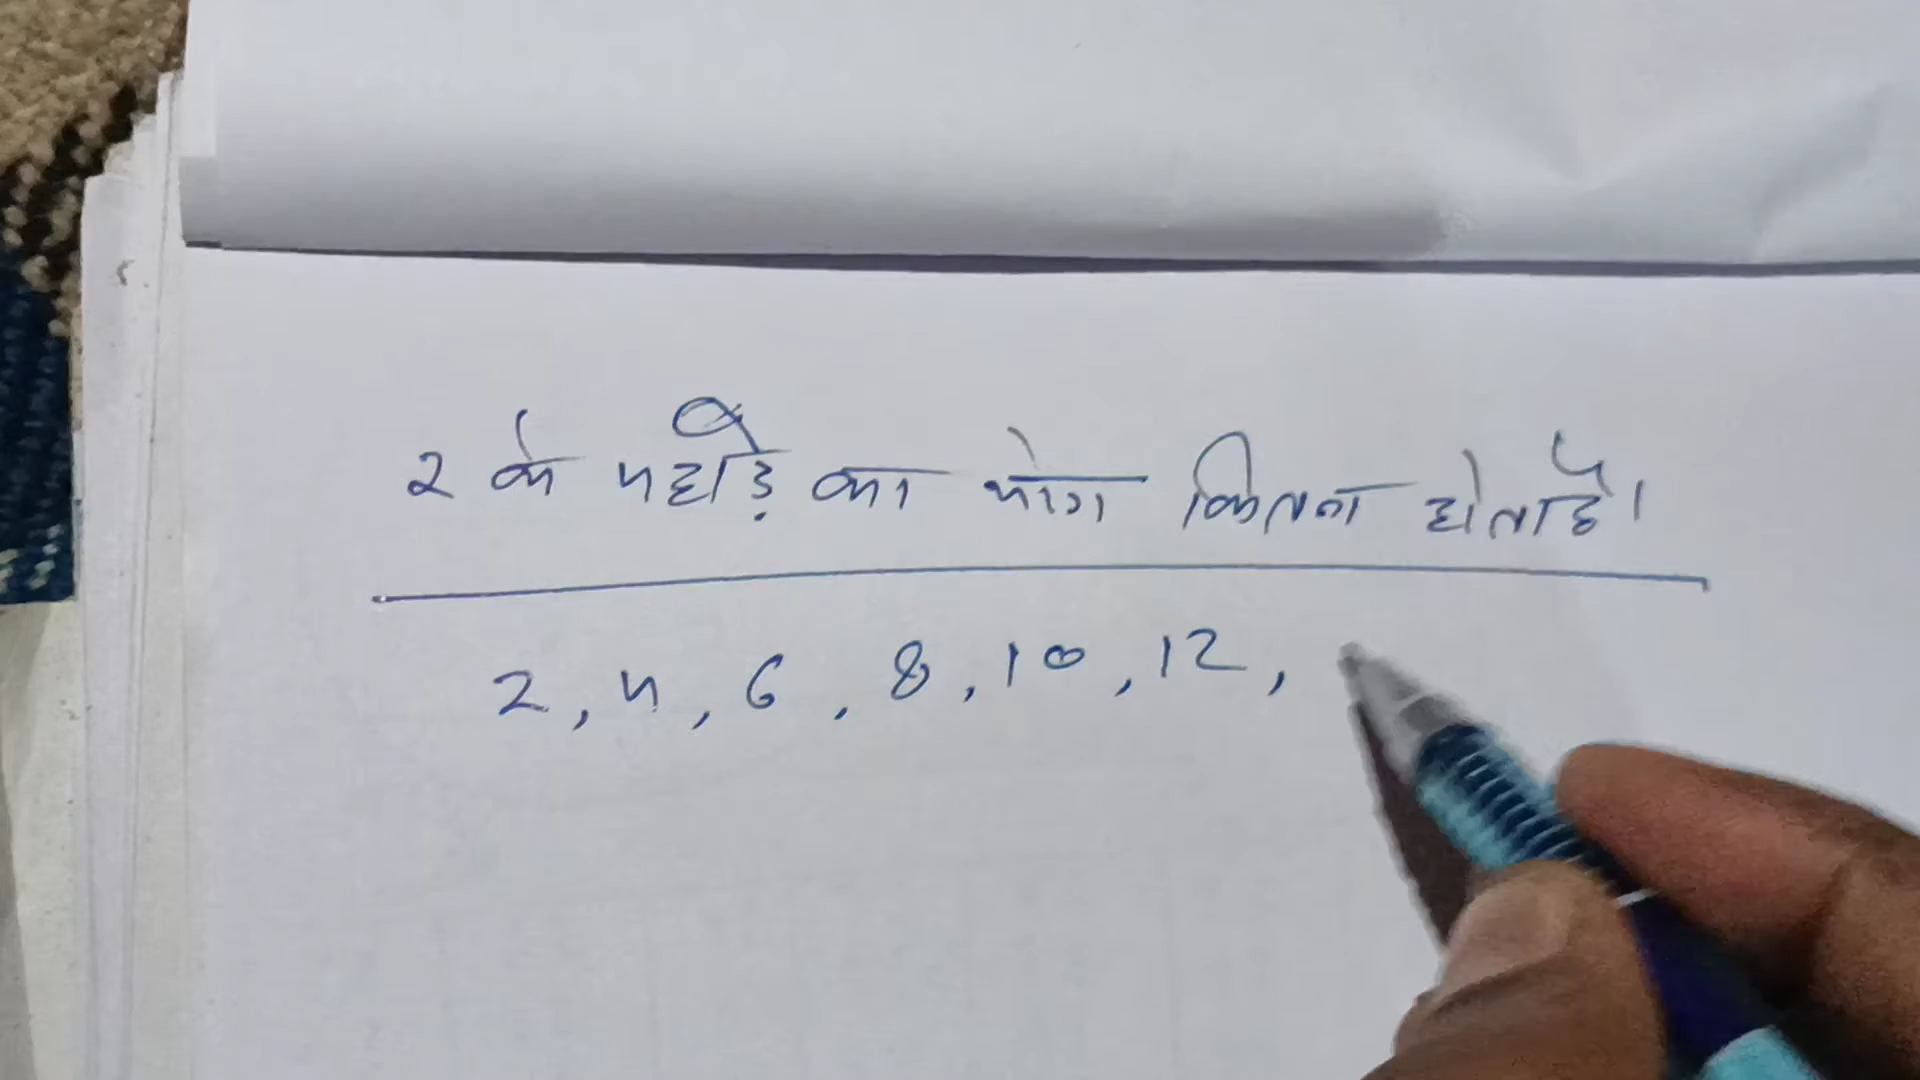 2 के पहाड़े का योग कितना होता है।
2, 4, 6, 8, 10, 12,